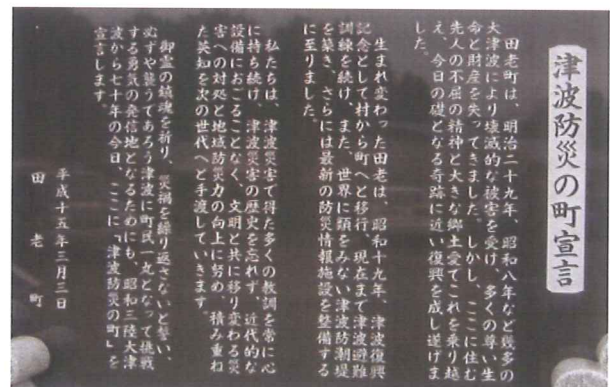 津波防災の町宣言
田老町は、明治二十九年、昭和八年など幾多の
大津波により壊滅的な被害を受け、多くの尊い生
命と財産を失ってきました。しかし、ここに住む
先人の不屈の精神と大きな郷土愛でこれを乗り越
え、今日の礎となる奇跡に近い復興を成し遂げま
した。
生まれ変わった田老は、昭和十九年、津波復興
記念として村から町へと移行、現在まで津波避難
訓練を続け、また、世界に類をみない津波防潮堤
を築き、さらには最新の防災情報施設を整備する
に至りました。
私たちは、津波災害で得た多くの教訓を常に心
に持ち続け、津波災害の歴史を忘れず、近代的な
設備におごることなく、文明と共に移り変わる災
害への対処と地域防災力の向上に努め、積み重ね
た英知を次の世代へと手渡していきます。
御霊の鎮魂を祈り、災禍を繰り返さないと誓い、
必ずや襲うであろう津波に町民一丸となって挑戦
する勇気の発信地となるためにも、昭和三陸大津
波から七十年の今日、ここに「津波防災の町」を
宣言します。
平成十五年三月三日
田老町